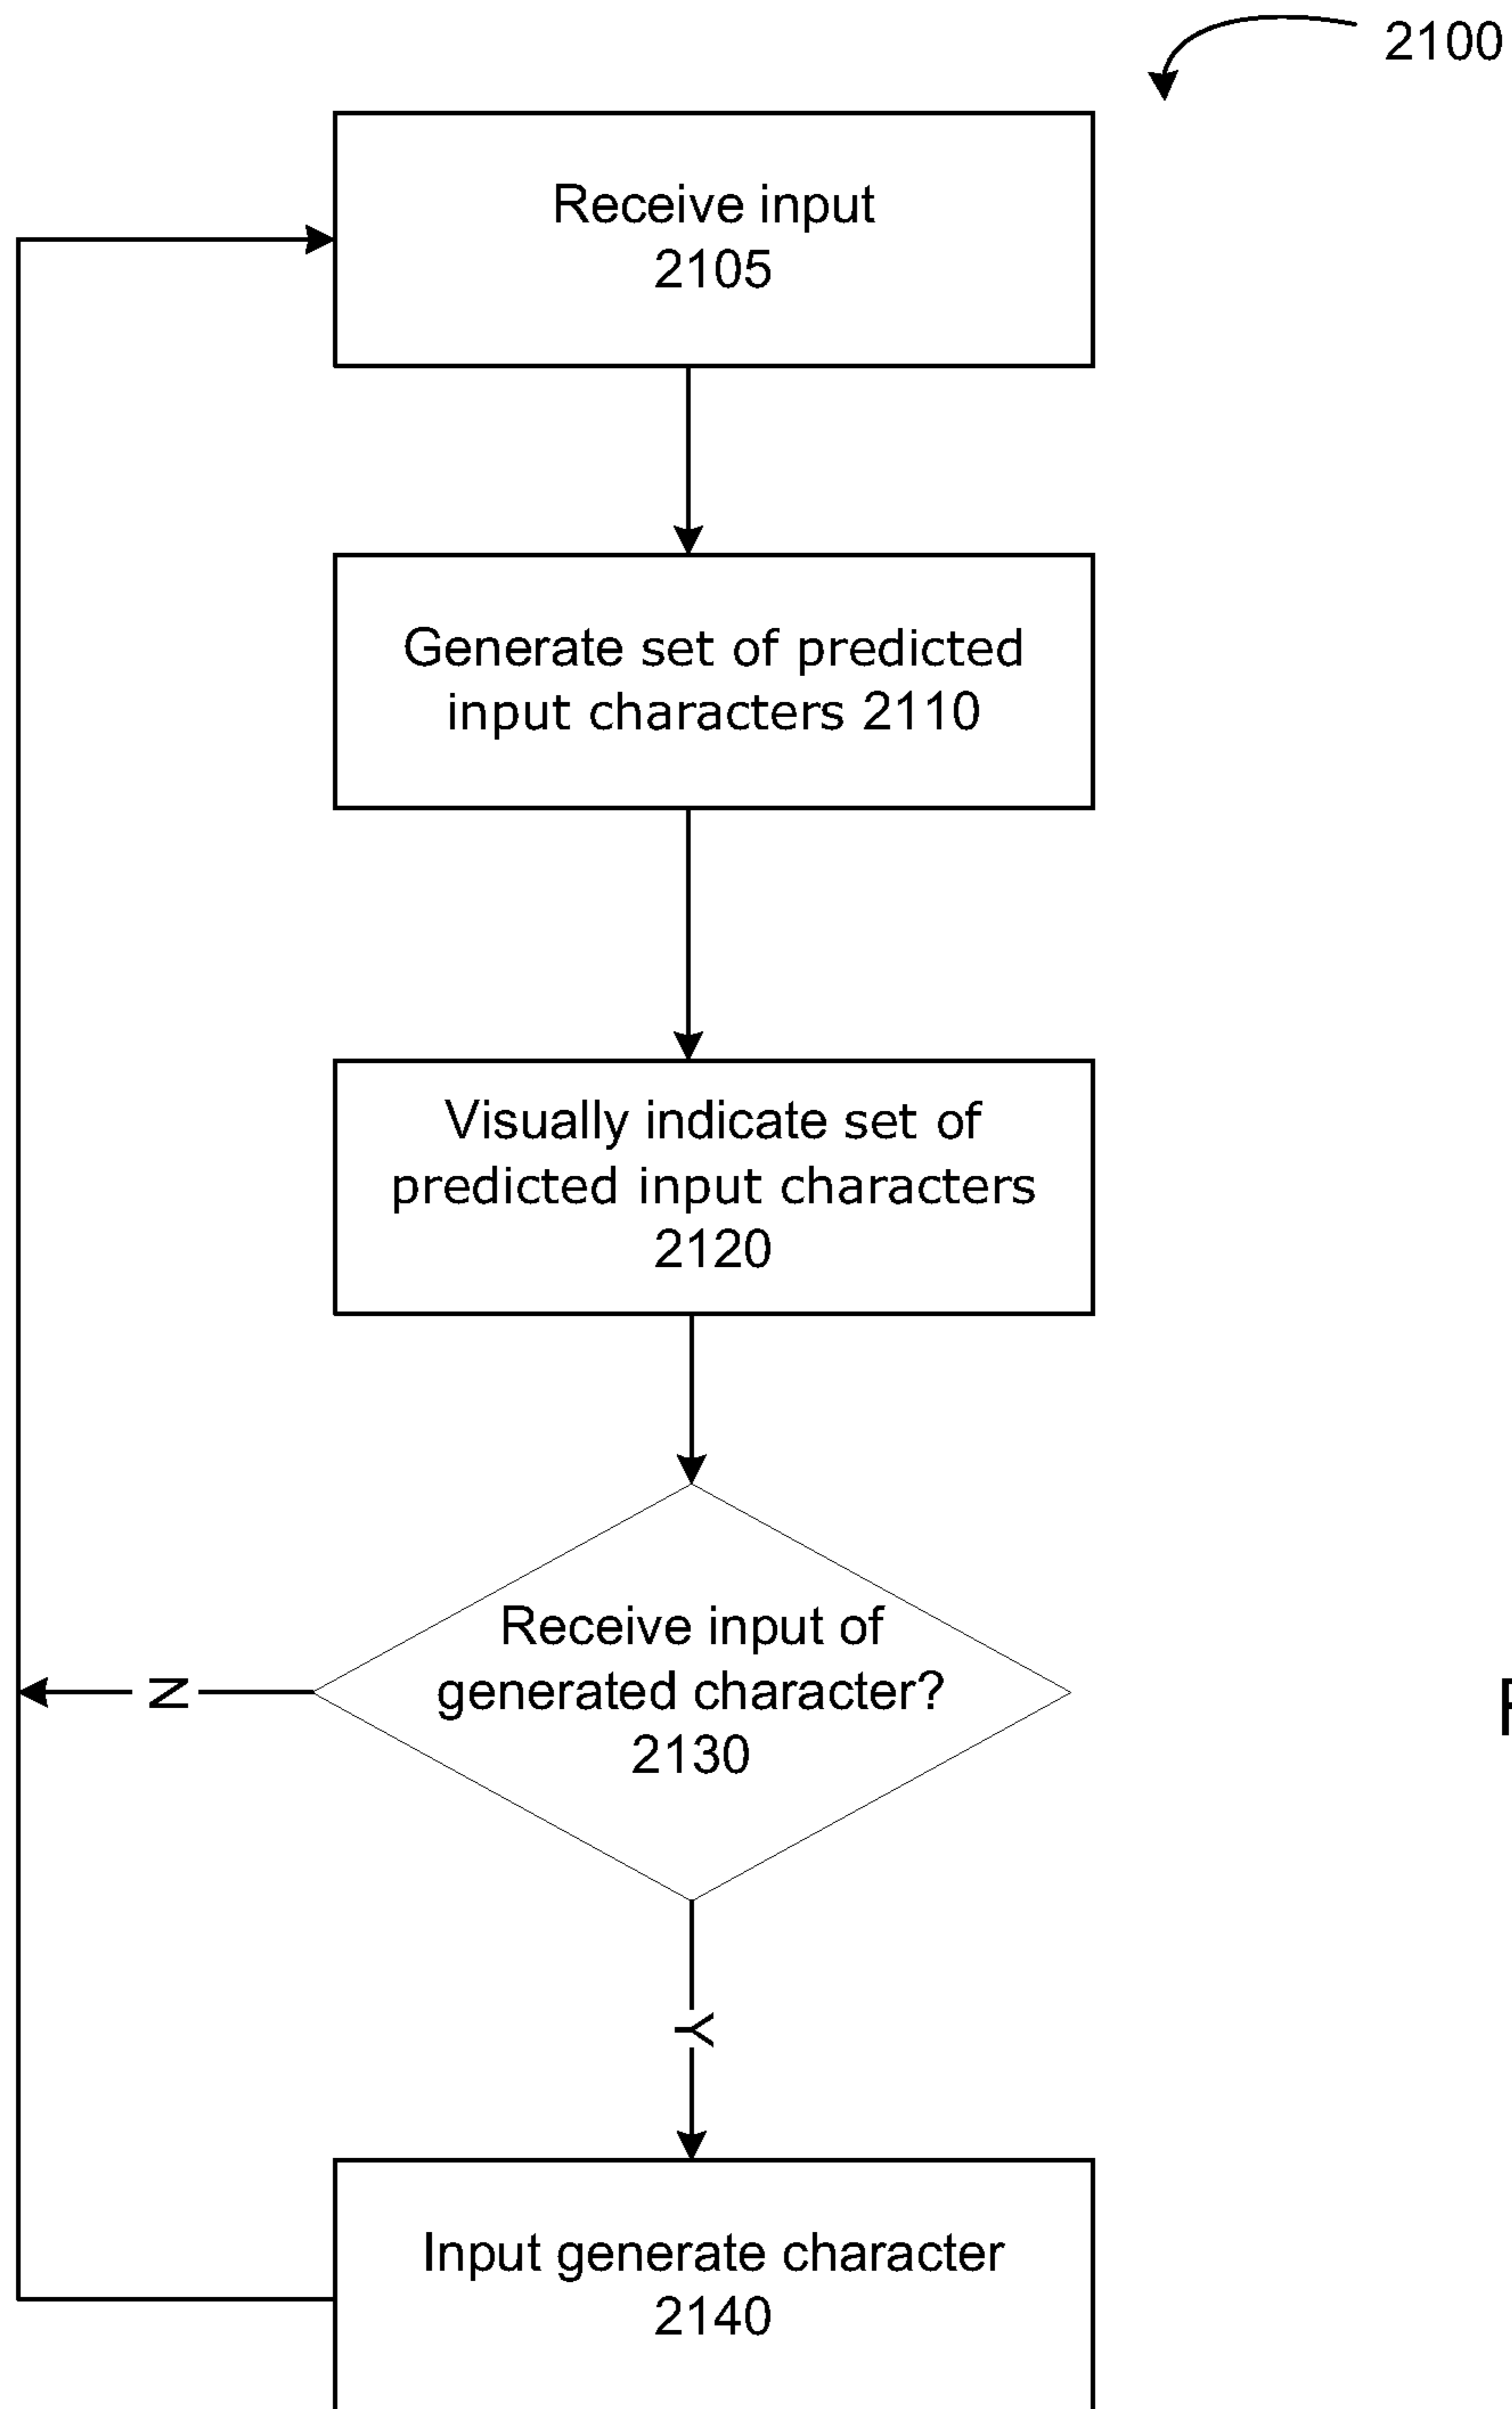 2100
Receive input
2105
Generate set of predicted
input characters 2110
Visually indicate set of
predicted input characters
2120
Receive input of
generated character?
2130
N
Y
Input generate character
2140